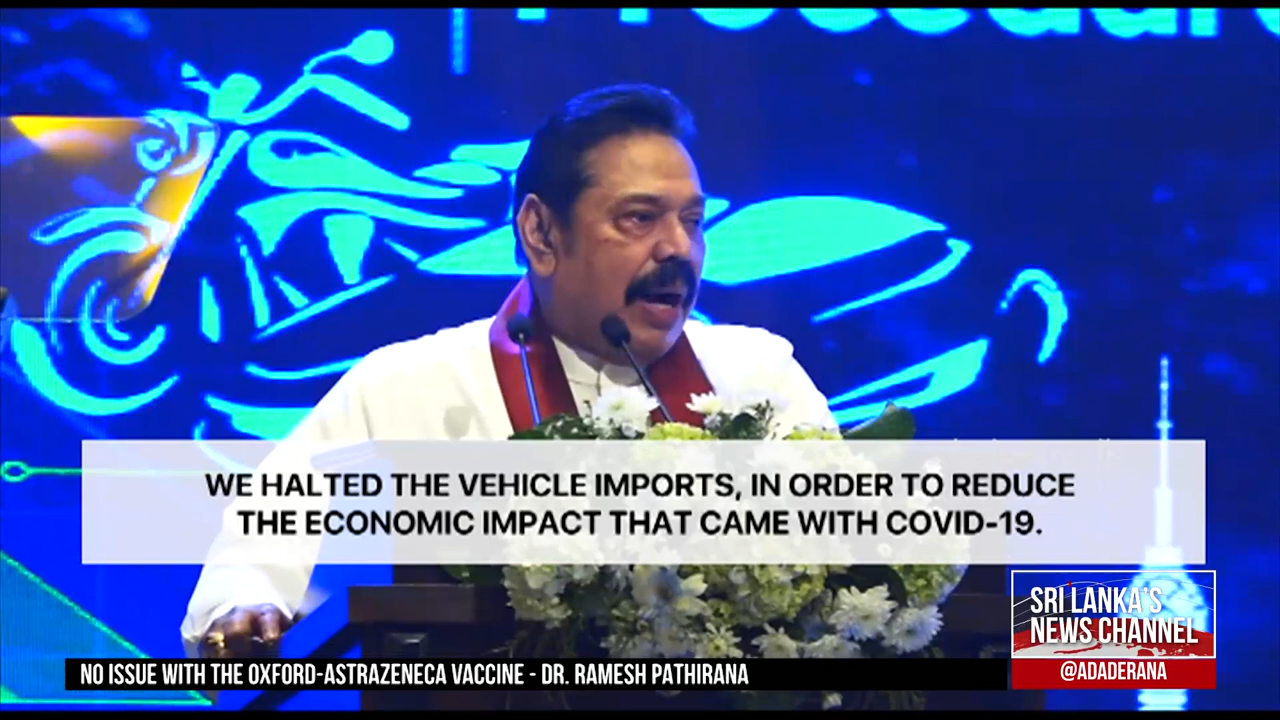 WE HALTED THE VEHICLE IMPORTS, IN ORDER TO REDUCE
THE ECONOMIC IMPACT THAT CAME WITH COVID-19.
SRI LANKA'S
NEWS CHANNEL
@ADADERANA
NO ISSUE WITH THE OXFORD-ASTRAZENECA VACCINE - DR. RAMESH PATHIRANA